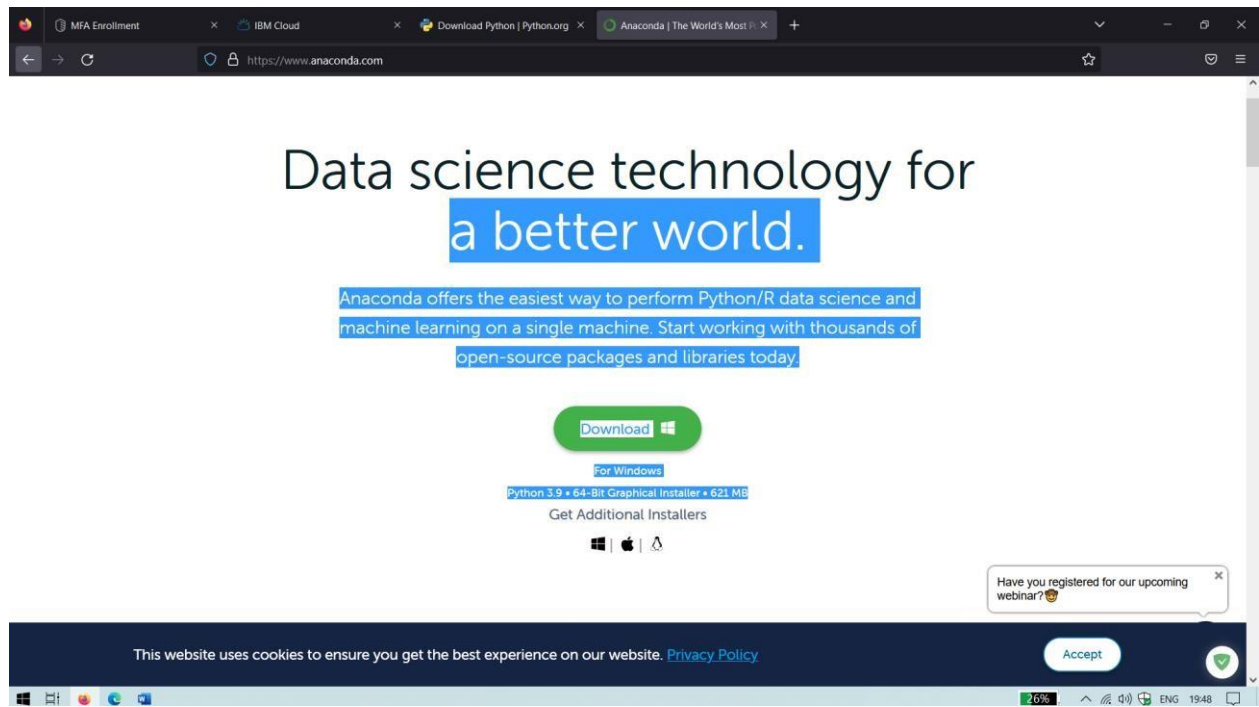 MFA Enrollment
IBM Cloud
Download Python | Python.org
Anaconda | The World's Most P
https://www.anaconda.com
Data science technology for
a better world.
Anaconda offers the easiest way to perform Python/R data science and
machine learning on a single machine. Start working with thousands of
open-source packages and libraries today.
Download
For Windows
Python 3.9 • 64-Bit Graphical Installer • 621 MB
Get Additional Installers
| |
Have you registered for our upcoming
webinar?🤠
This website uses cookies to ensure you get the best experience on our website. Privacy Policy
Accept
26%
ENG
19:48